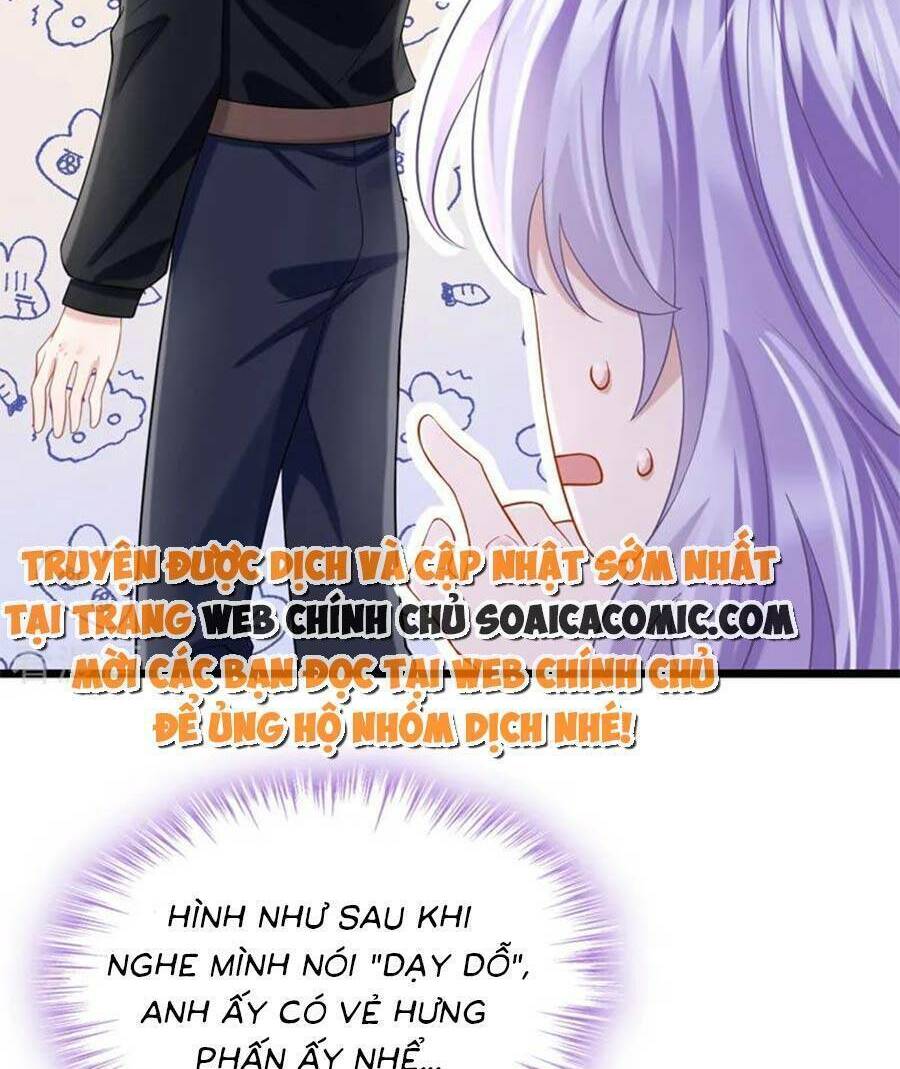 TRUYỆN ĐƯỢC DỊCH VÀ CẬP NHẬT SỚM NHẤT
TẠI TRANG WEB CHÍNH CHỦ SOAICACOMIC.COM
MỜI CÁC BẠN ĐỌC TẠI WEB CHÍNH CHỦ
ĐỂ ỦNG HỘ NHÓM DỊCH NHÉ!
HÌNH NHƯ SAU KHI
NGHE MÌNH NÓI "DẠY DỖ",
ANH ẤY CÓ VẺ HƯNG
PHẤN ẤY NHỂ...